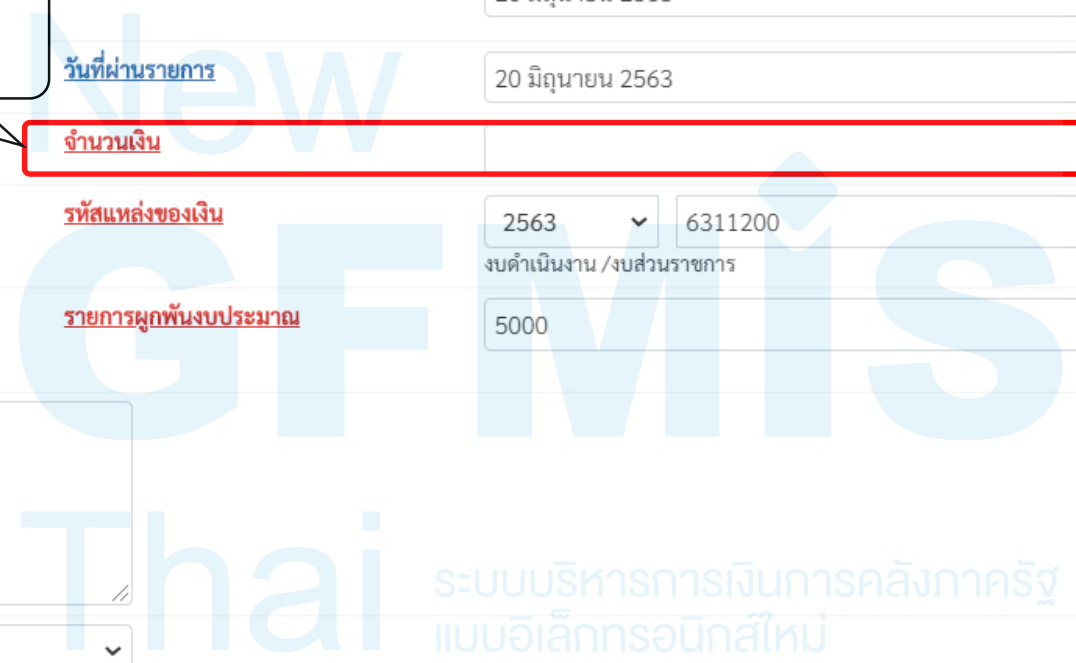 วันที่ผ่านรายการ
20 มิถุนายน 2563
จำนวนเงิน
รหัสแหล่งของเงิน
2563
6311200
งบดำเนินงาน /งบส่วนราชการ
รายการผูกพันงบประมาณ
5000
New
GFMiS
Thai
ระบบบริหารการเงินการคลังภาครัฐ
แบบอิเล็กทรอนิกส์ใหม่